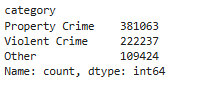 category
Property Crime    381063
Violent Crime     222237
Other             109424
Name: count, dtype: int64